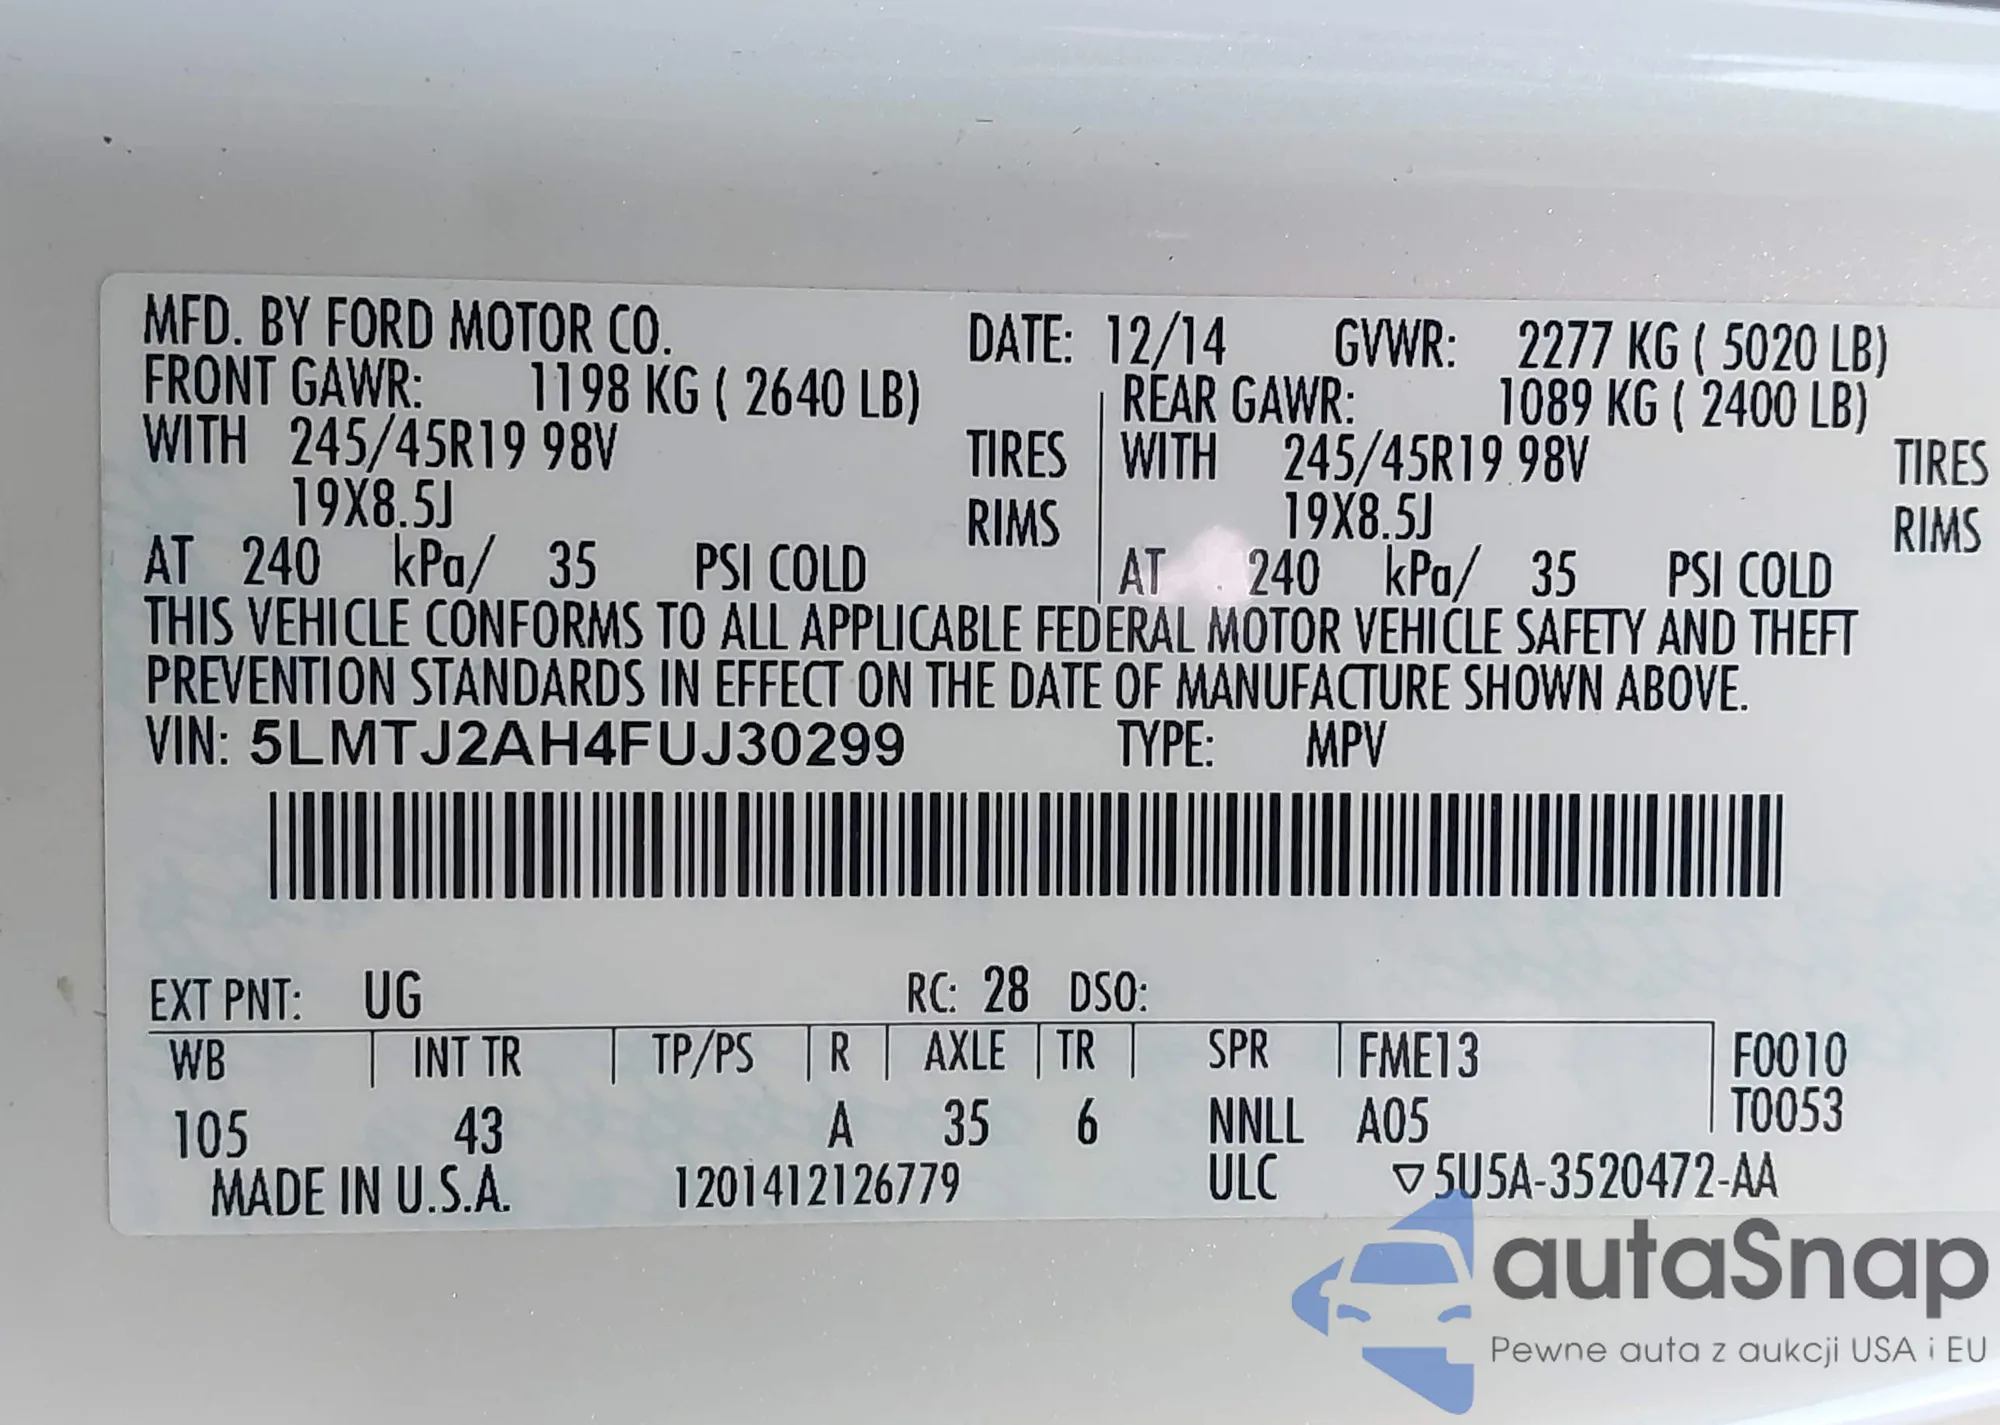 MFD. BY FORD MOTOR CO.
DATE: 12/14 GVWR: 2277 KG ( 5020 LB)
FRONT GAWR: 1198 KG ( 2640 LB) REAR GAWR: 1089 KG ( 2400 LB)
WITH 245/45R19 98V TIRES WITH 245/45R19 98V TIRES
19X8.5J RIMS 19X8.5J RIMS
AT 240 kPa/ 35 PSI COLD AT 240 kPa/ 35 PSI COLD
THIS VEHICLE CONFORMS TO ALL APPLICABLE FEDERAL MOTOR VEHICLE SAFETY AND THEFT
PREVENTION STANDARDS IN EFFECT ON THE DATE OF MANUFACTURE SHOWN ABOVE.
VIN: 5LMTJ2AH4FUJ30299 TYPE: MPV
EXT PNT: UG RC: 28 DSO:
WB INT TR TP/PS R AXLE TR SPR FME13 F0010
105 43 A 35 6 NNLL A05 T0053
MADE IN U.S.A. 1201412126779 ULC ▽5U5A-3520472-AA
autaSnap
Pewne auta z aukcji USA i EU